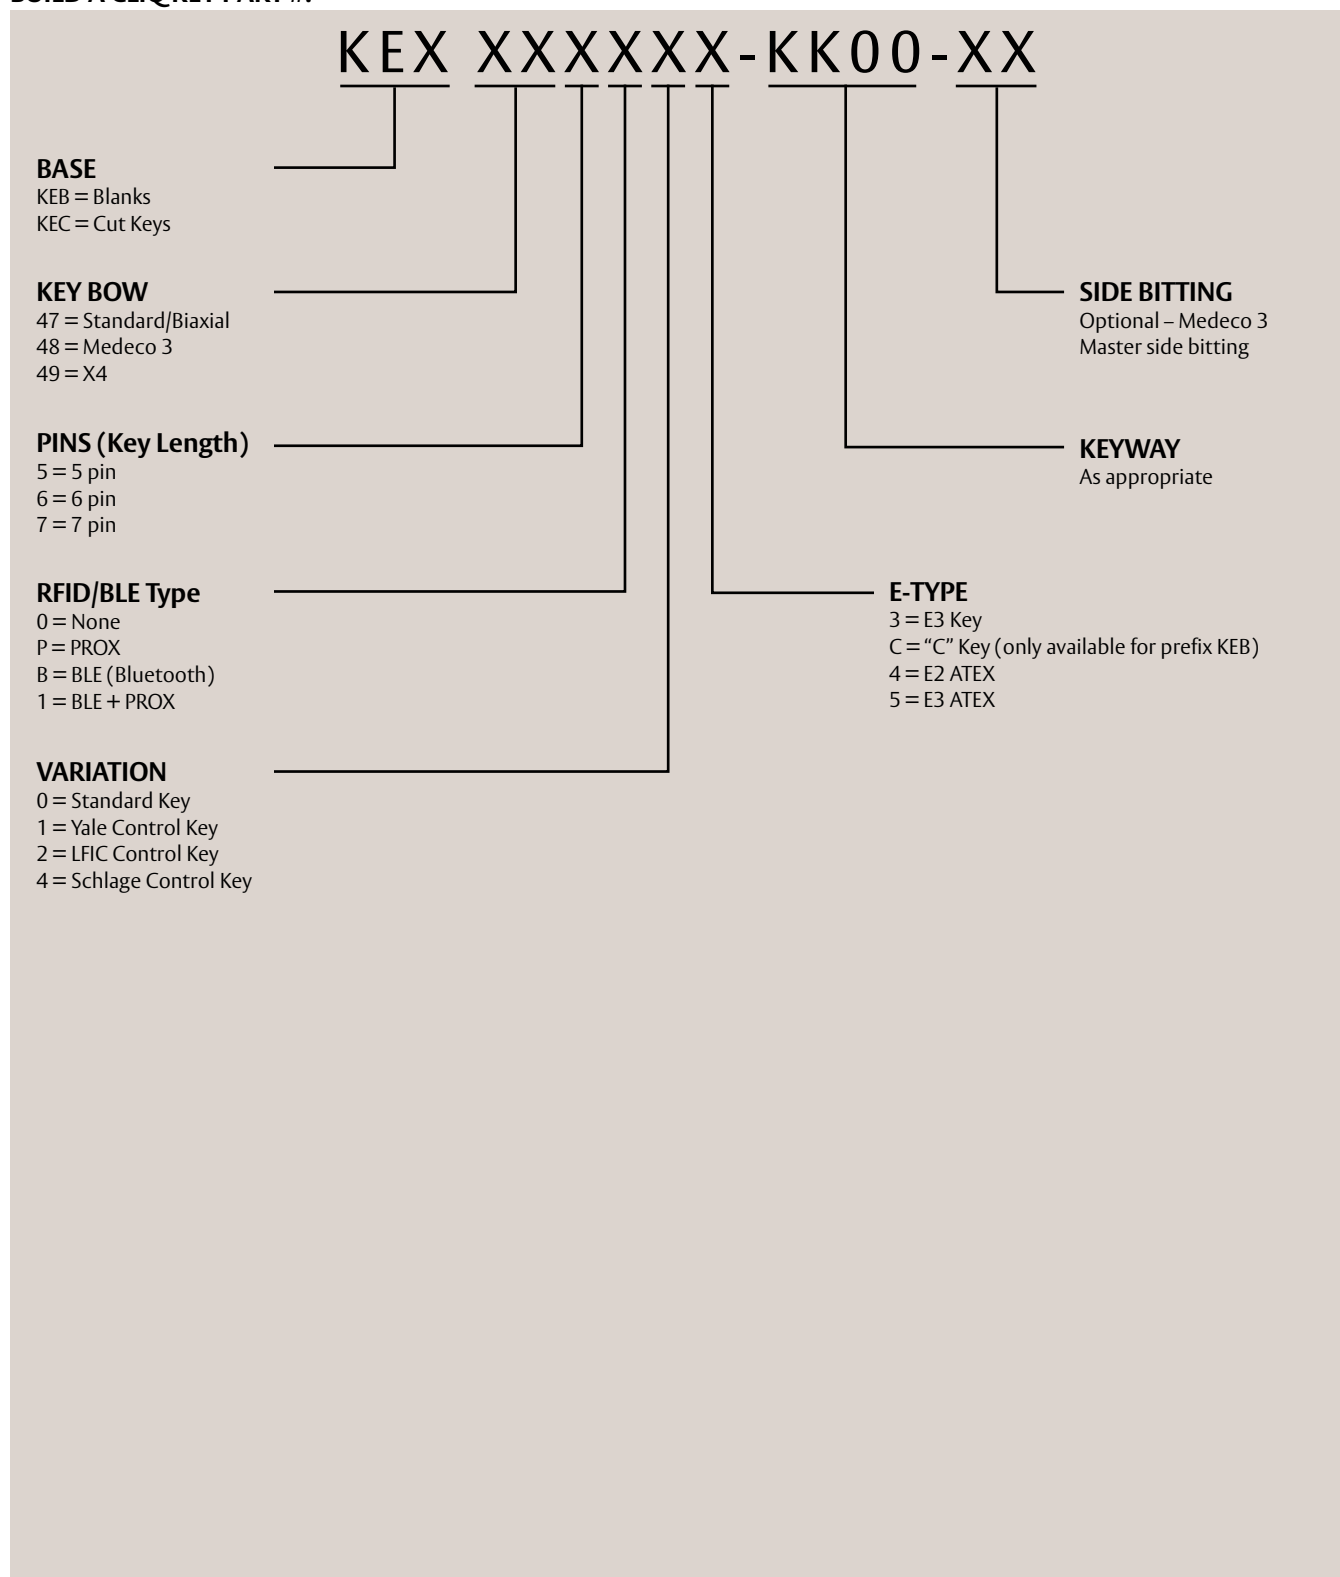 KEX XXXXXX-KK00-XX
BASE
KEB = Blanks
KEC = Cut Keys
KEY BOW
47 = Standard/Biaxial
48 = Medeco 3
49 = X4
SIDE BITTING
Optional – Medeco 3
Master side bitting
PINS (Key Length)
5 = 5 pin
6 = 6 pin
7 = 7 pin
KEYWAY
As appropriate
RFID/BLE Type
0 = None
P = PROX
B = BLE (Bluetooth)
1 = BLE + PROX
E-TYPE
3 = E3 Key
C = “C” Key (only available for prefix KEB)
4 = E2 ATEX
5 = E3 ATEX
VARIATION
0 = Standard Key
1 = Yale Control Key
2 = LFIC Control Key
4 = Schlage Control Key